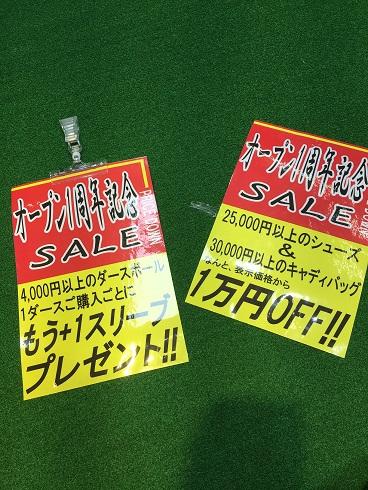 オープン11周年記念
SALE
4,000円以上のダースボール
1ダースご購入ごとに
もう+1スリーブ
プレゼント!!
オープン11周年記念
SALE
25,000円以上のシューズ
&
30,000円以上のキャディバッグ
なんと、表示価格から
1万円OFF!!